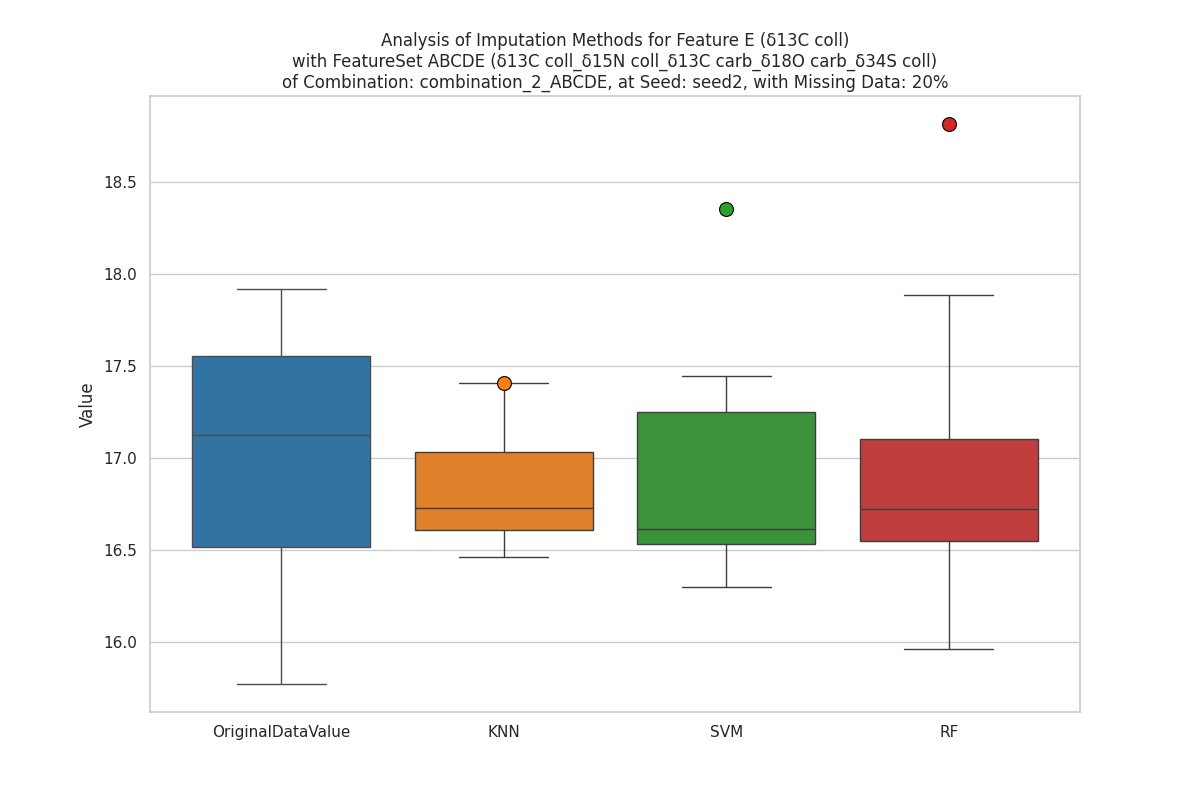 Analysis of Imputation Methods for Feature E (δ13C coll)
with FeatureSet ABCDE (δ13C coll_δ15N coll_δ13C carb_δ18O carb_δ34S coll)
of Combination: combination_2_ABCDE, at Seed: seed2, with Missing Data: 20%
18.5
18.0
17.5
17.0
16.5
16.0
Value
OriginalDataValue
KNN
SVM
RF